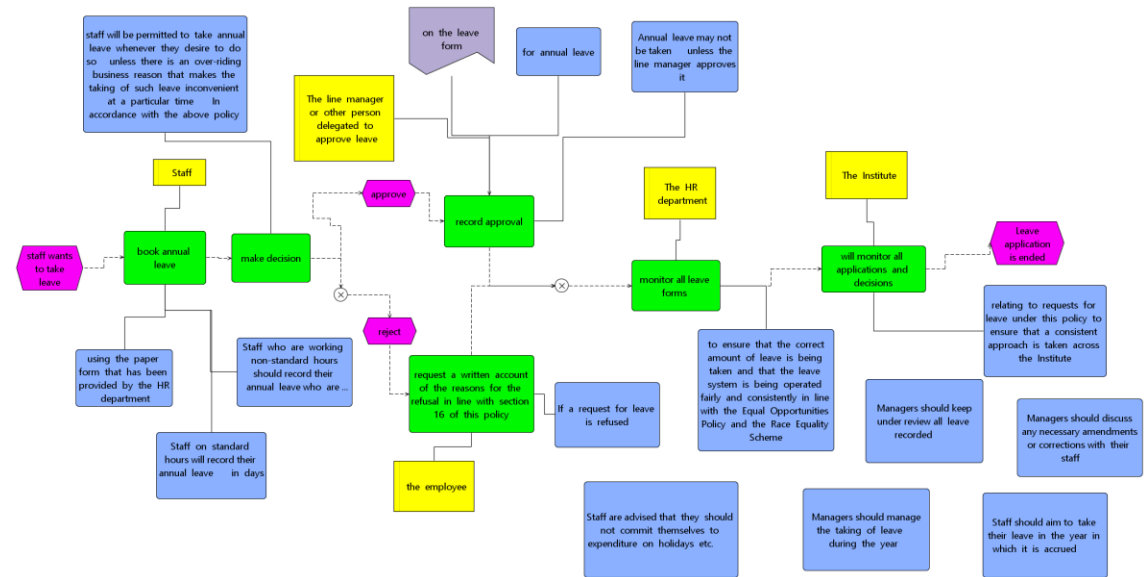 staff will be permitted to take annual
leave whenever they desire to do
so unless there is an over-riding
business reason that makes the
taking of such leave inconvenient
at a particular time In
accordance with the above policy
on the leave
form
for annual leave
Annual leave may not
be taken unless the
line manager approves
it
The line manager
or other person
delegated to
approve leave
Staff
approve
The HR
department
The Institute
staff wants
to take
leave
book annual
leave
make decision
record approval
monitor all leave
forms
will monitor all
applications and
decisions
Leave
application
is ended
reject
using the paper
form that has been
provided by the HR
department
Staff who are working
non-standard hours
should record their
annual leave who are ...
request a written account
of the reasons for the
refusal in line with section
16 of this policy
If a request for leave
is refused
to ensure that the correct
amount of leave is being
taken and that the leave
system is being operated
fairly and consistently in line
with the Equal Opportunities
Policy and the Race Equality
Scheme
relating to requests for
leave under this policy to
ensure that a consistent
approach is taken across
the Institute
Staff on standard
hours will record their
annual leave in days
the employee
Managers should keep
under review all leave
recorded
Managers should discuss
any necessary amendments
or corrections with their
staff
Staff are advised that they should
not commit themselves to
expenditure on holidays etc.
Managers should manage
the taking of leave
during the year
Staff should aim to take
their leave in the year in
which it is accrued